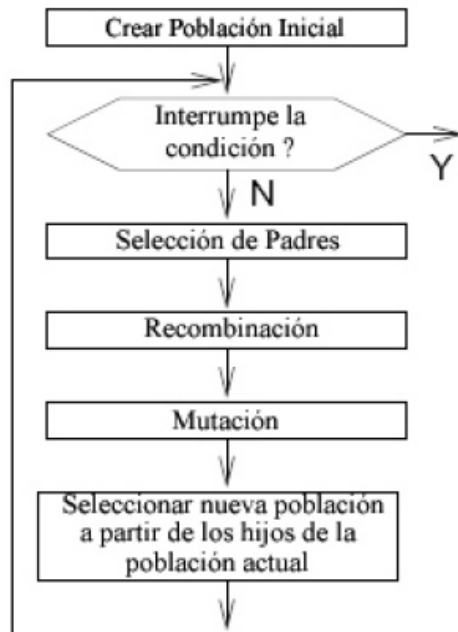 Crear Población Inicial
Interrumpe la
condición ?
Y
N
Selección de Padres
Recombinación
Mutación
Seleccionar nueva población
a partir de los hijos de la
población actual